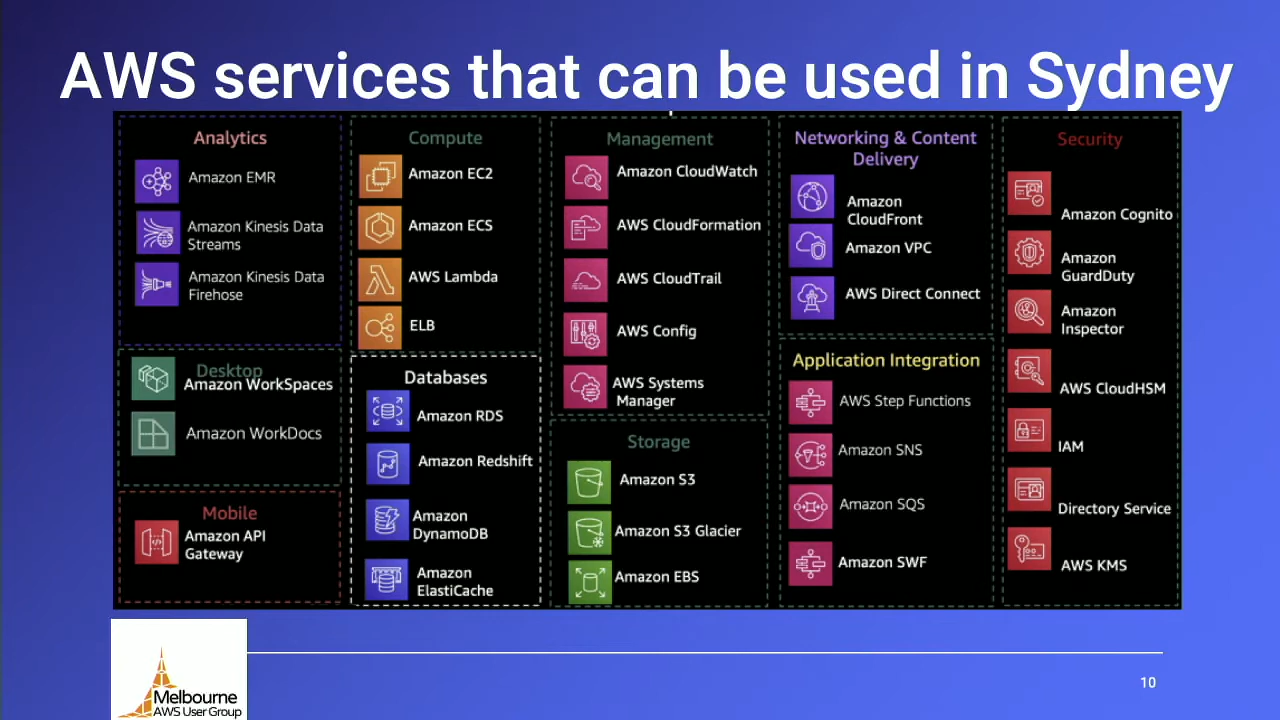 AWS services that can be used in Sydney
Analytics
Amazon EMR
Amazon Kinesis Data
Streams
Amazon Kinesis Data
Firehose
Desktop
Amazon WorkSpaces
Amazon WorkDocs
Mobile
Amazon API
Gateway
Compute
Amazon EC2
Amazon ECS
AWS Lambda
ELB
Databases
Amazon RDS
Amazon Redshift
Amazon
DynamoDB
Amazon
ElastiCache
Management
Amazon CloudWatch
AWS CloudFormation
AWS CloudTrail
AWS Config
AWS Systems
Manager
Storage
Amazon S3
Amazon S3 Glacier
Amazon EBS
Networking & Content
Delivery
Amazon
CloudFront
Amazon VPC
AWS Direct Connect
Application Integration
AWS Step Functions
Amazon SNS
Amazon SQS
Amazon SWF
Security
Amazon Cognito
Amazon
GuardDuty
Amazon
Inspector
AWS CloudHSM
IAM
Directory Service
AWS KMS
Melbourne
AWS User Group
10